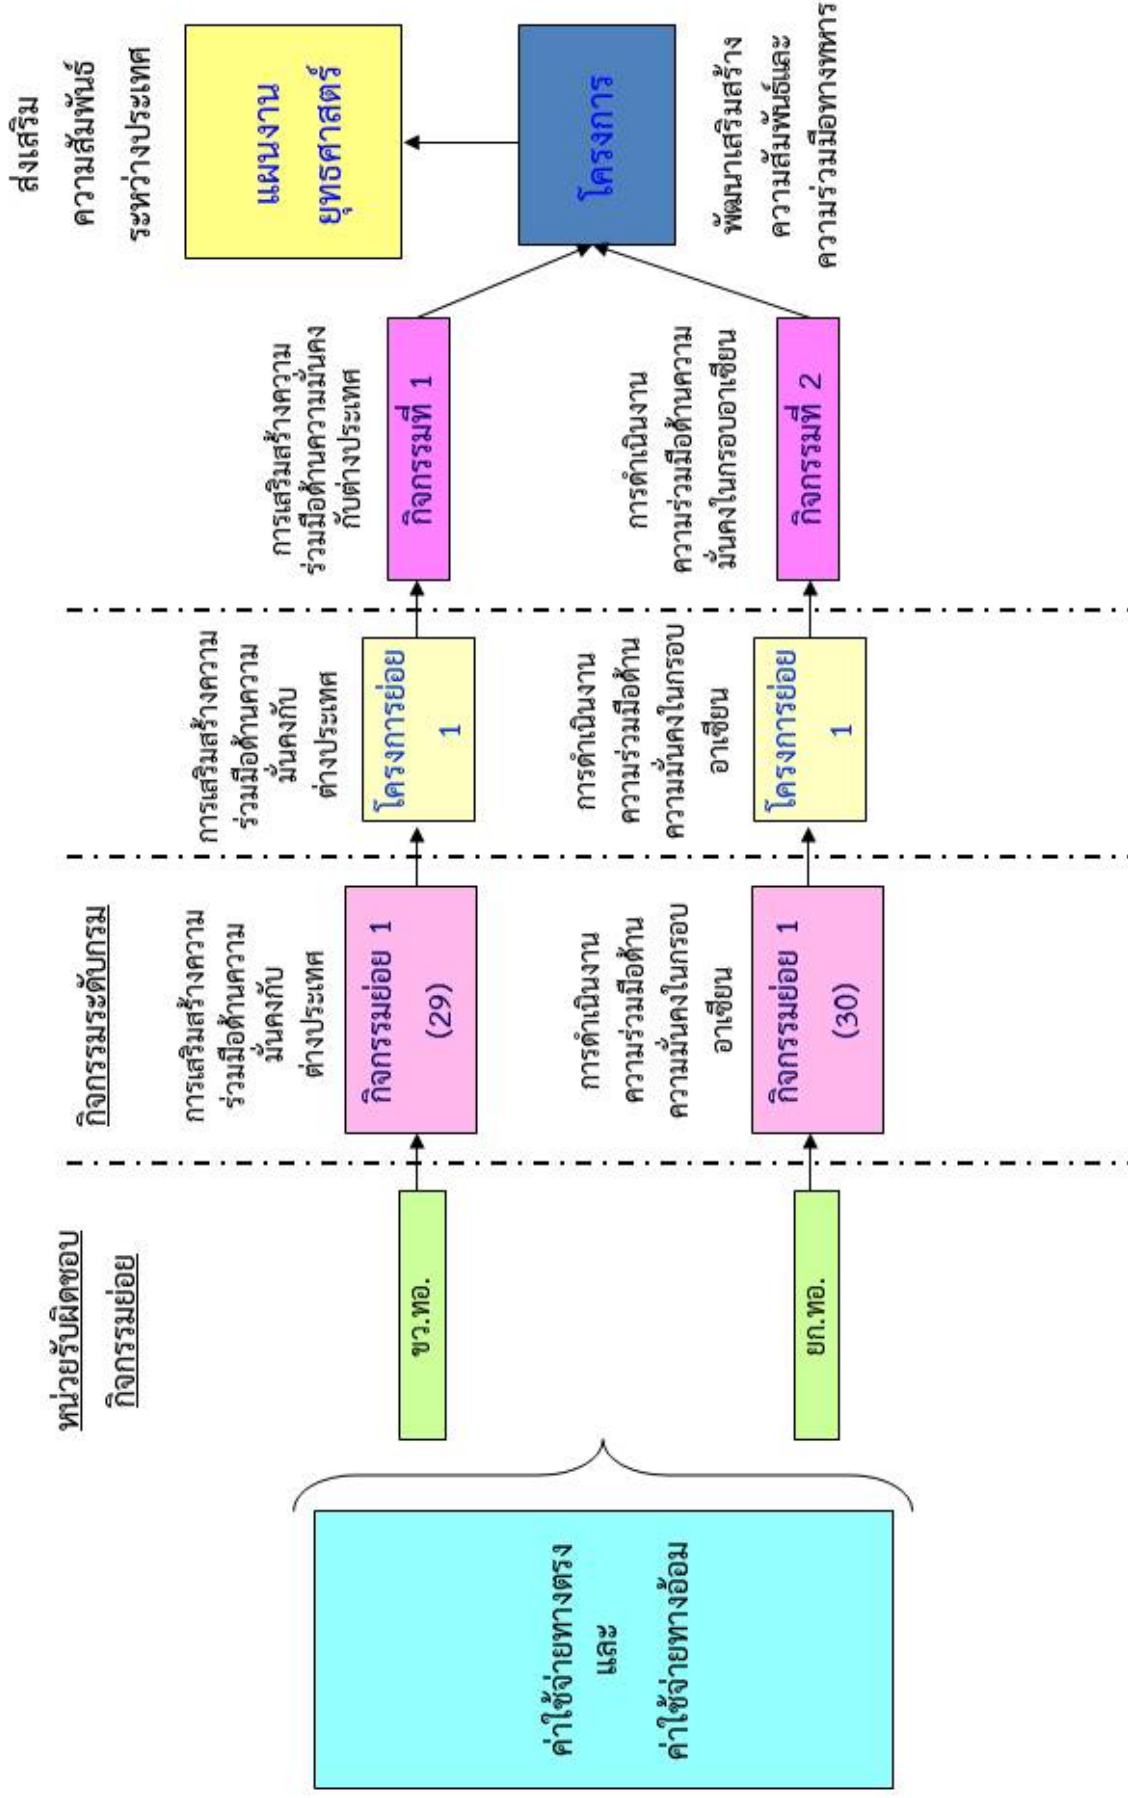 หน่วยรับผิดชอบ
กิจกรรมย่อย
กิจกรรมระดับกรม
ส่งเสริม
ความสัมพันธ์
ระหว่างประเทศ
แผนงาน
ยุทธศาสตร์
ค่าใช้จ่ายทางตรง
และ
ค่าใช้จ่ายทางอ้อม
ขว.ทอ.
การเสริมสร้างความ
ร่วมมือด้านความ
มั่นคงกับ
ต่างประเทศ
กิจกรรมย่อย 1
(29)
การเสริมสร้างความ
ร่วมมือด้านความ
มั่นคงกับ
ต่างประเทศ
โครงการย่อย
1
การเสริมสร้างความ
ร่วมมือด้านความมั่นคง
กับต่างประเทศ
กิจกรรมที่ 1
โครงการ
พัฒนาเสริมสร้าง
ความสัมพันธ์และ
ความร่วมมือทางทหาร
ยก.ทอ.
การดำเนินงาน
ความร่วมมือด้าน
ความมั่นคงในกรอบ
อาเซียน
กิจกรรมย่อย 1
(30)
การดำเนินงาน
ความร่วมมือด้าน
ความมั่นคงในกรอบ
อาเซียน
โครงการย่อย
1
การดำเนินงาน
ความร่วมมือด้านความ
มั่นคงในกรอบอาเซียน
กิจกรรมที่ 2